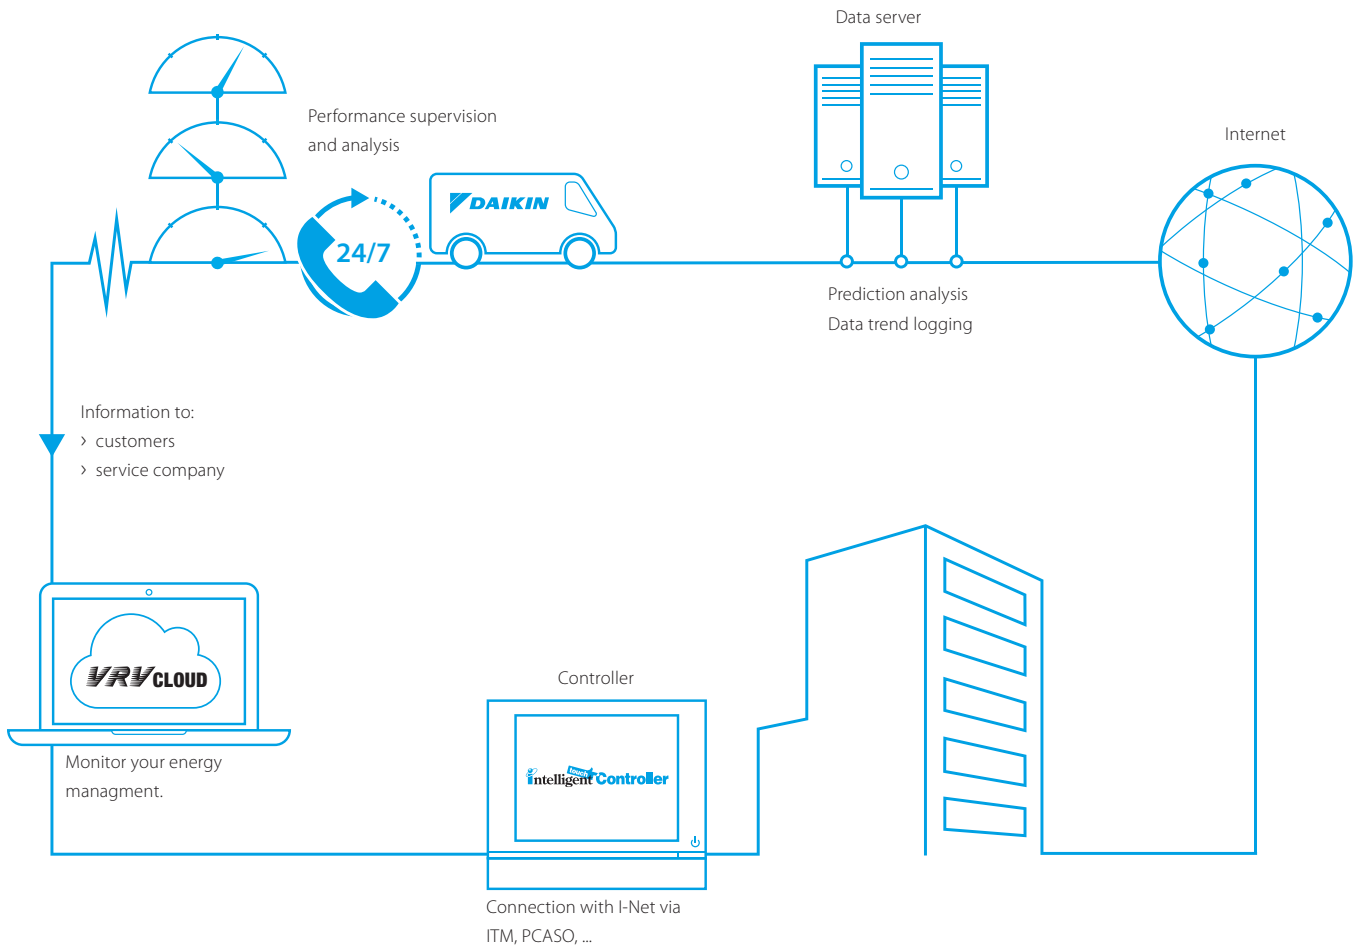 Data server
Performance supervision
and analysis
Internet
DAIKIN
24/7
Prediction analysis
Data trend logging
Information to:
› customers
› service company
VRV CLOUD
Controller
Monitor your energy
managment.
intelligent touch Controller
Connection with I-Net via
ITM, PCASO, ...